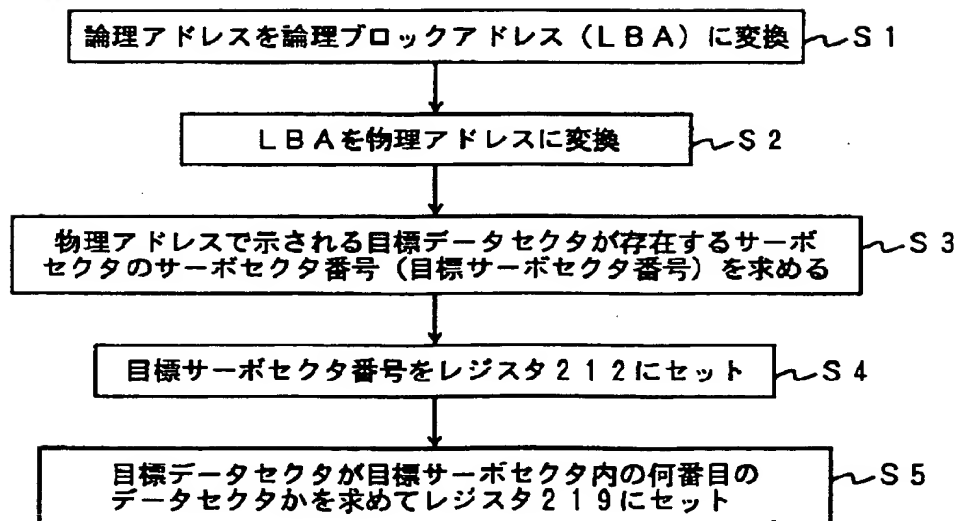 論理アドレスを論理ブロックアドレス(LBA)に変換 S1
LBAを物理アドレスに変換 S2
物理アドレスで示される目標データセクタが存在するサーボ S3
セクタのサーボセクタ番号(目標サーボセクタ番号)を求める
目標サーボセクタ番号をレジスタ212にセット S4
目標データセクタが目標サーボセクタ内の何番目の S5
データセクタかを求めてレジスタ219にセット